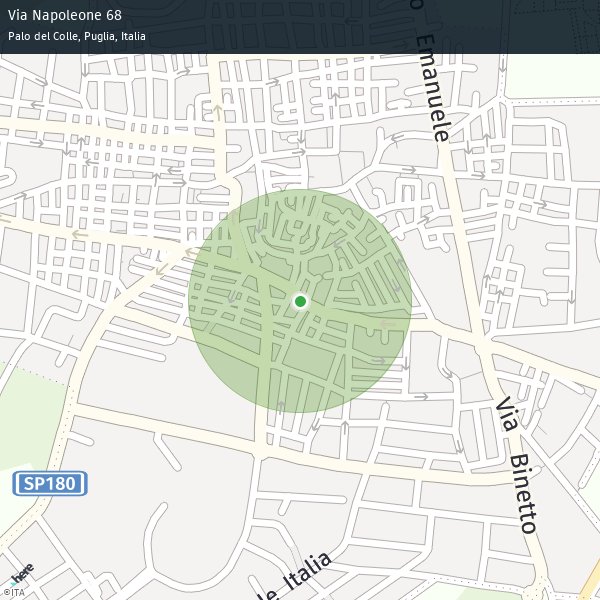 Via Napoleone 68
Palo del Colle, Puglia, Italia
o Emanuele
Via Binetto
SP180
le Italia
here
©ITA